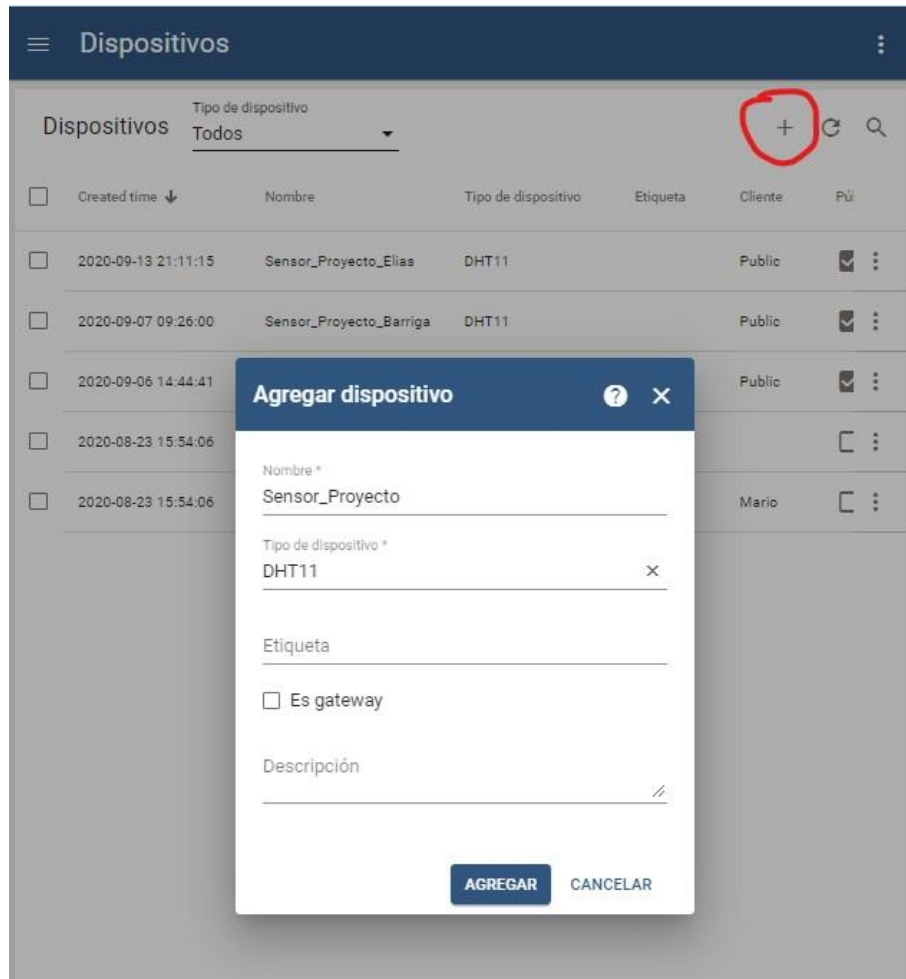 Dispositivos
Dispositivos
Tipo de dispositivo
Todos
Created time Nombre Tipo de dispositivo Etiqueta Cliente Pú
2020-09-13 21:11:15 Sensor_Proyecto_Elias DHT11 Public
2020-09-07 09:26:00 Sensor_Proyecto_Barriga DHT11 Public
2020-09-06 14:44:41 Public
2020-08-23 15:54:06
2020-08-23 15:54:06 Mario
Agregar dispositivo
Nombre *
Sensor_Proyecto
Tipo de dispositivo *
DHT11
Etiqueta
Es gateway
Descripción
AGREGAR CANCELAR